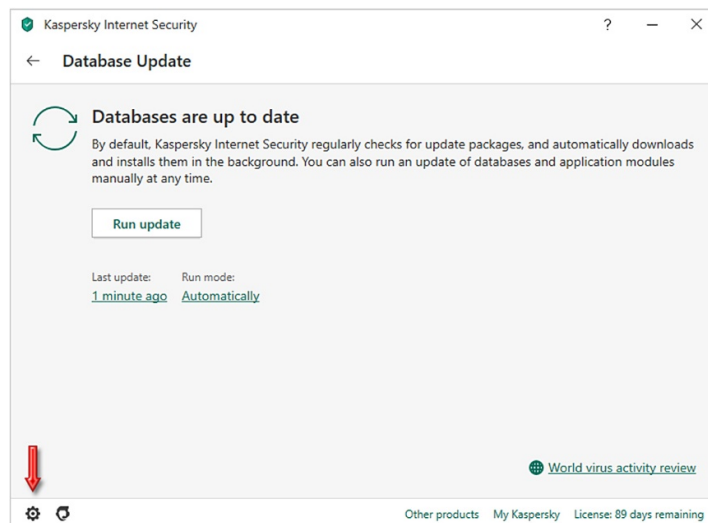 Kaspersky Internet Security
?
Database Update
Databases are up to date
By default, Kaspersky Internet Security regularly checks for update packages, and automatically downloads
and installs them in the background. You can also run an update of databases and application modules
manually at any time.
Run update
Last update: Run mode:
1 minute ago Automatically
World virus activity review
Other products My Kaspersky License: 89 days remaining